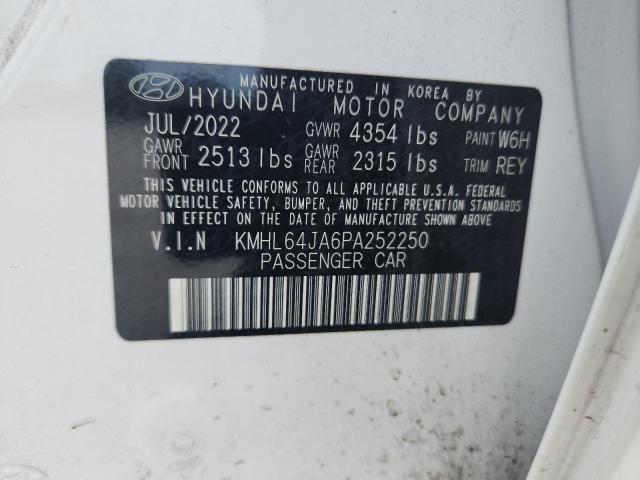 MANUFACTURED IN KOREA BY
HYUNDAI MOTOR COMPANY
JUL/2022 GVWR 4354 lbs PAINT W6H
GAWR FRONT 2513 lbs GAWR REAR 2315 lbs TRIM REY
THIS VEHICLE CONFORMS TO ALL APPLICABLE U.S.A. FEDERAL
MOTOR VEHICLE SAFETY, BUMPER, AND THEFT PREVENTION STANDARDS
IN EFFECT ON THE DATE OF MANUFACTURE SHOWN ABOVE.
V.I.N KMHL64JA6PA252250
PASSENGER CAR